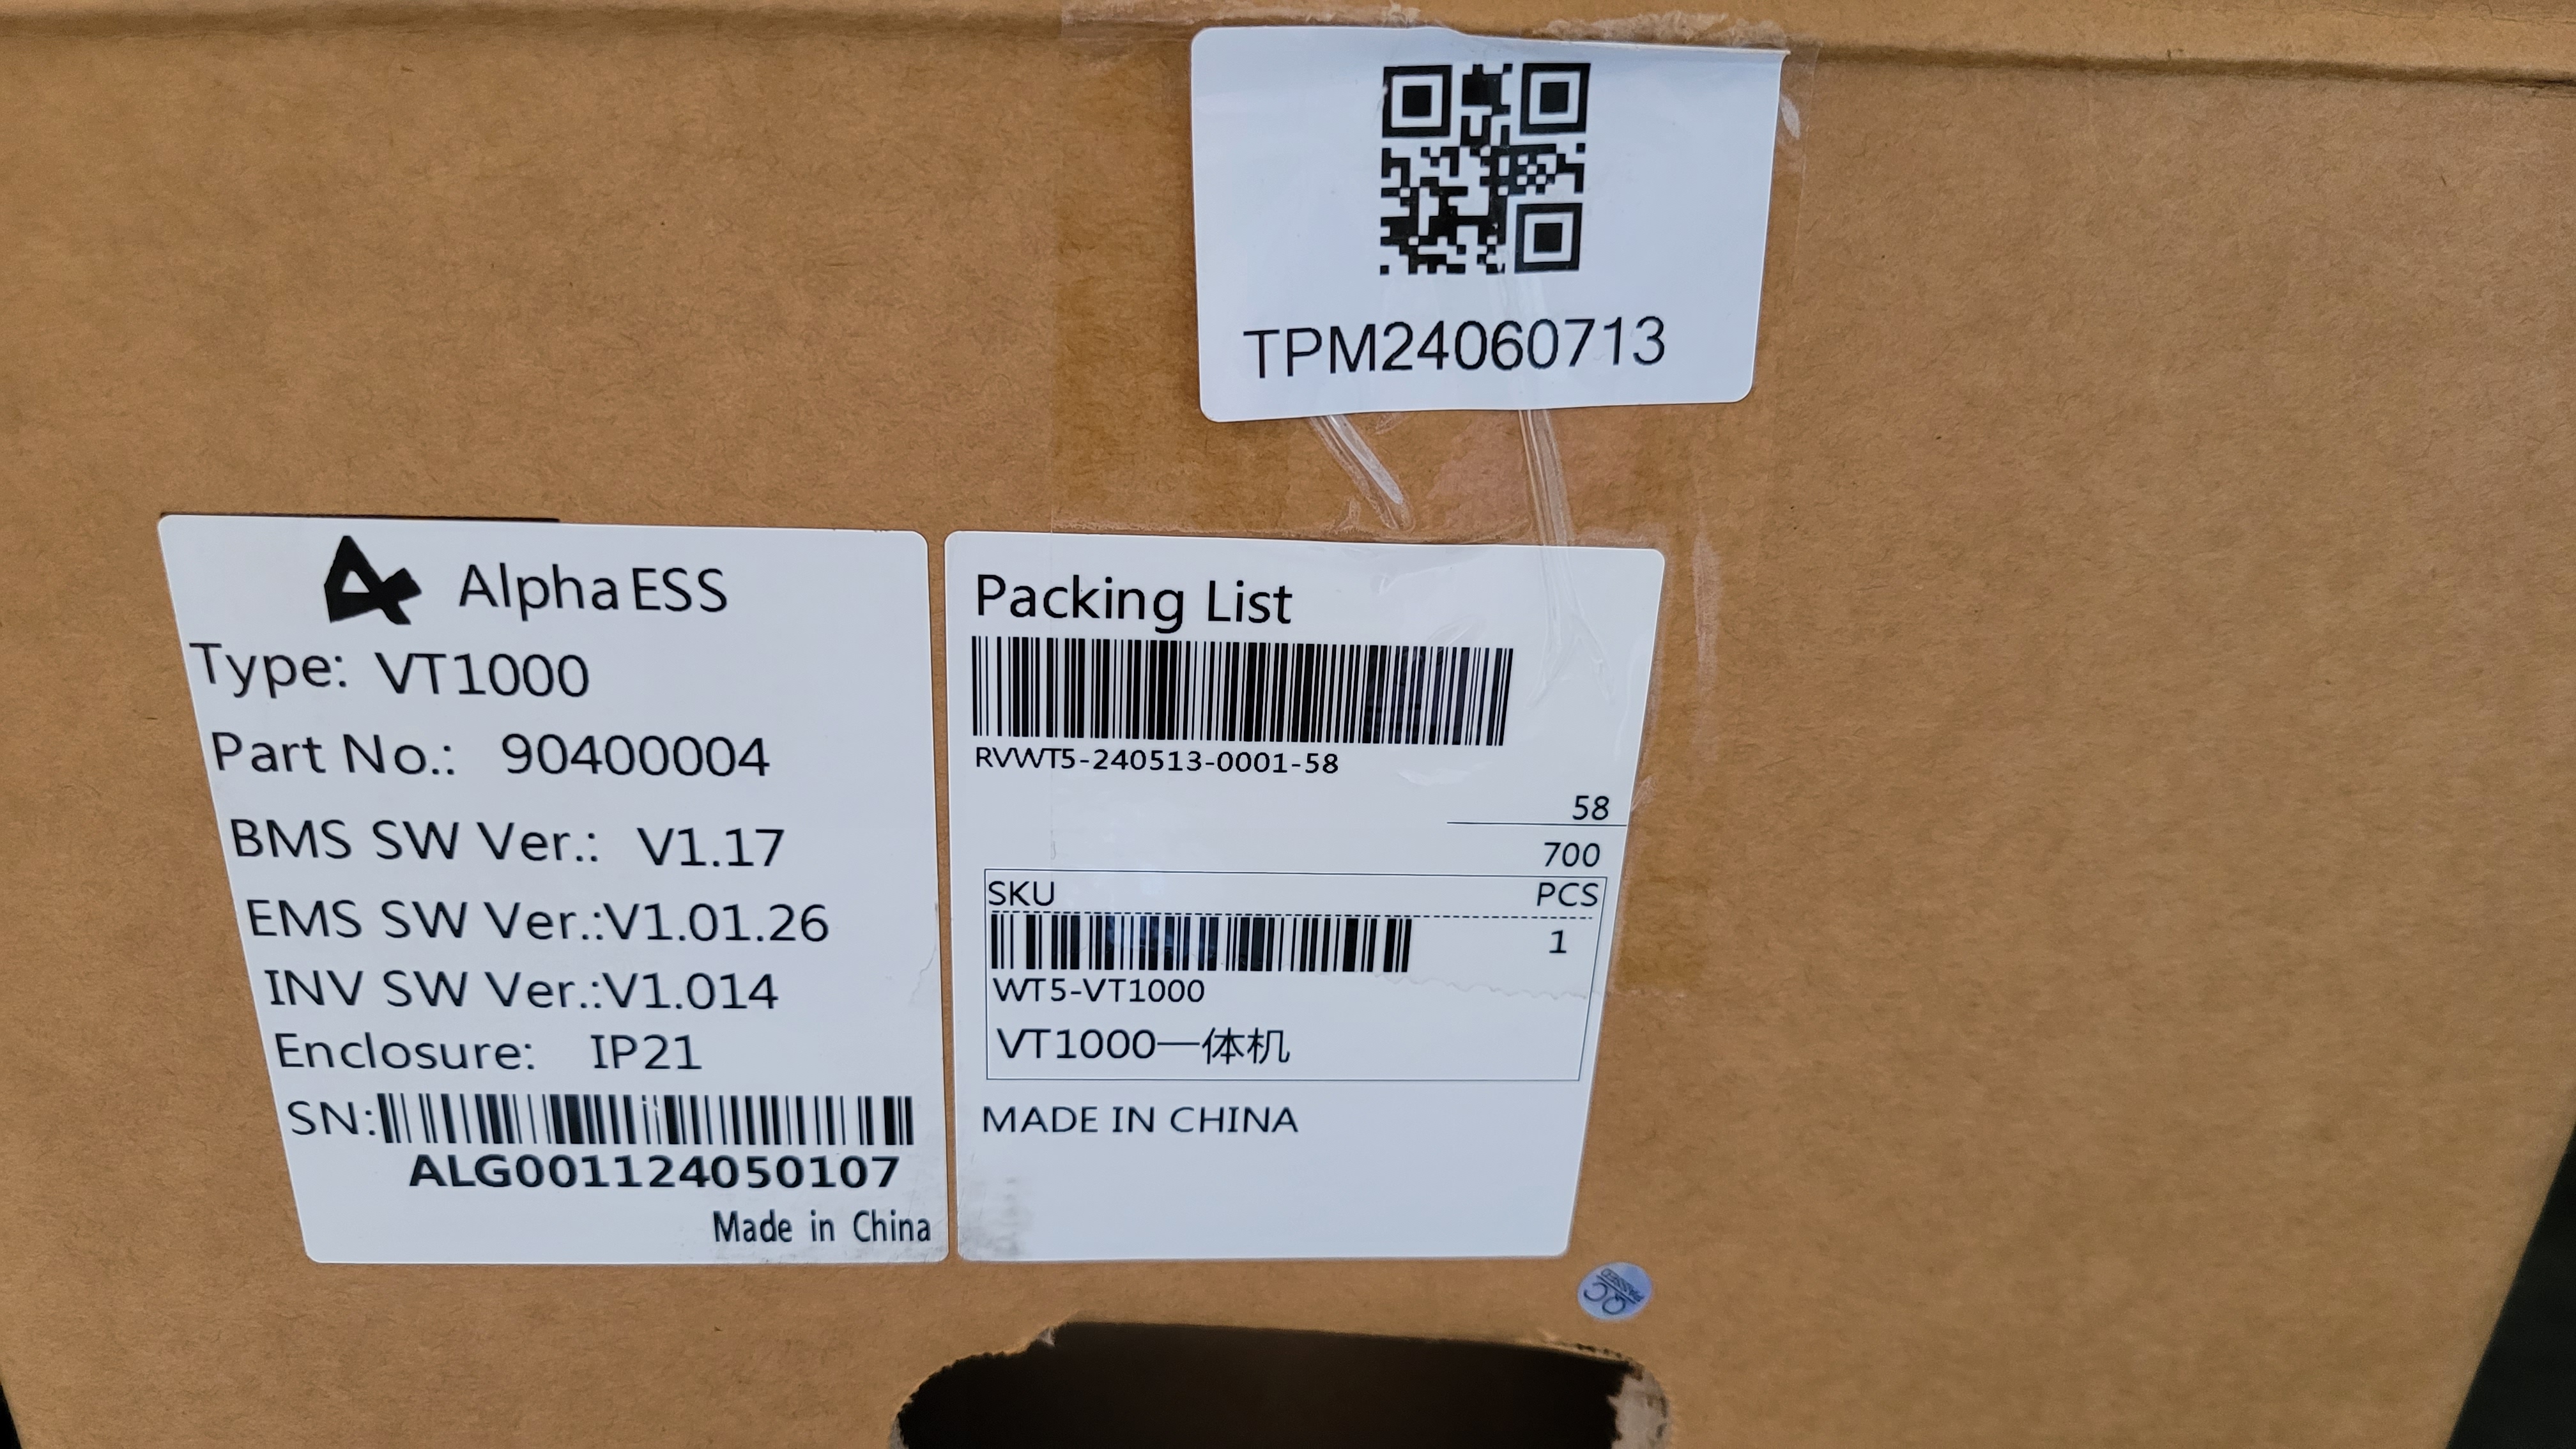 TPM24060713
AlphaESS
Type: VT1000
Part No.: 90400004
BMS SW Ver.: V1.17
EMS SW Ver.:V1.01.26
INV SW Ver.:V1.014
Enclosure: IP21
SN:
ALG001124050107
Made in China
Packing List
RVWT5-240513-0001-58
58
700
SKU PCS
1
WT5-VT1000
VT1000一体机
MADE IN CHINA
QC
PASSED